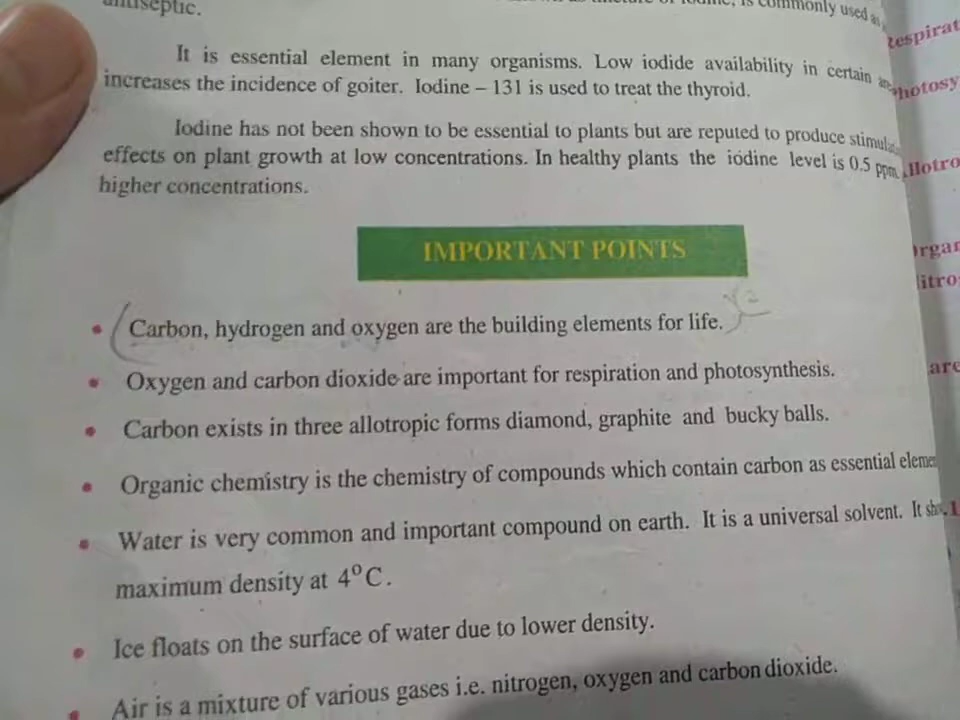 antiseptic.
is commonly used as
It is essential element in many organisms. Low iodide availability in certain
increases the incidence of goiter. Iodine – 131 is used to treat the thyroid.
Iodine has not been shown to be essential to plants but are reputed to produce
effects on plant growth at low concentrations. In healthy plants the iodine level is 0.5 ppm,
higher concentrations.
IMPORTANT POINTS
• Carbon, hydrogen and oxygen are the building elements for life.
• Oxygen and carbon dioxide are important for respiration and photosynthesis.
• Carbon exists in three allotropic forms diamond, graphite and bucky balls.
• Organic chemistry is the chemistry of compounds which contain carbon as essential
• Water is very common and important compound on earth. It is a universal solvent. It
maximum density at 4°C.
• Ice floats on the surface of water due to lower density.
• Air is a mixture of various gases i.e. nitrogen, oxygen and carbon dioxide.
are